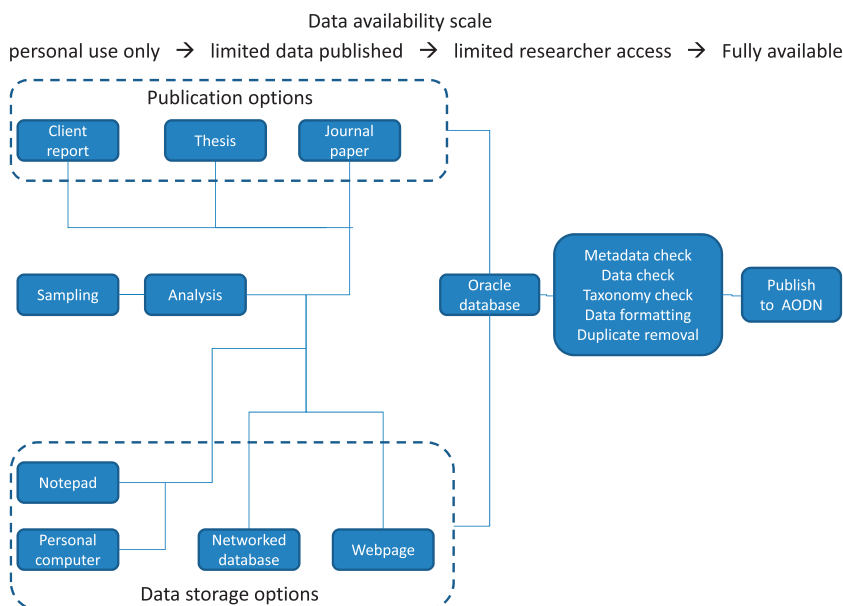 Data availability scale
personal use only → limited data published → limited researcher access → Fully available
Publication options
Client
report
Thesis
Journal
paper
Sampling
Analysis
Oracle
database
Metadata check
Data check
Taxonomy check
Data formatting
Duplicate removal
Publish
to AODN
Notepad
Personal
computer
Networked
database
Webpage
Data storage options